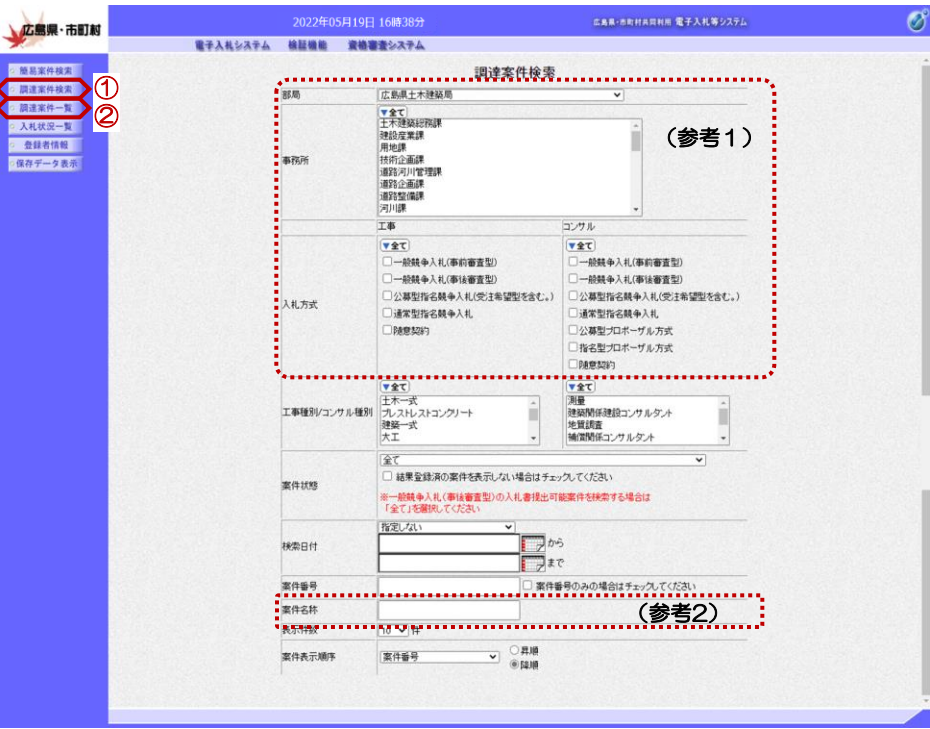 広島県・市町村
2022年05月19日 16時38分
広島県・市町村共同利用 電子入札等システム
電子入札システム 検証機能 資格審査システム
簡易案件検索
調達案件検索 ①
調達案件一覧 ②
入札状況一覧
登録者情報
保存データ表示
調達案件検索
部局 広島県土木建築局
(参考1)
事務所
▼全て
土木建築総務課
建設産業課
用地課
技術企画課
道路河川管理課
道路企画課
道路整備課
河川課
工事 コンサル
入札方式
▼全て ▼全て
一般競争入札(事前審査型) 一般競争入札(事前審査型)
一般競争入札(事後審査型) 一般競争入札(事後審査型)
公募型指名競争入札(受注希望型を含む。) 公募型指名競争入札(受注希望型を含む。)
通常型指名競争入札 通常型指名競争入札
随意契約 公募型プロポーザル方式
指名型プロポーザル方式
随意契約
工事種別/コンサル種別
▼全て ▼全て
土木一式 測量
プレストレストコンクリート 建築関係建設コンサルタント
建築一式 地質調査
大工 補償関係コンサルタント
案件状態
全て
結果登録済の案件を表示しない場合はチェックしてください
※一般競争入札(事後審査型)の入札書提出可能案件を検索する場合は
「全て」を選択してください
検索日付
指定しない
から
まで
案件番号 案件番号のみの場合はチェックしてください
案件名称 (参考2)
表示件数 10 件
案件表示順序 案件番号
昇順
降順